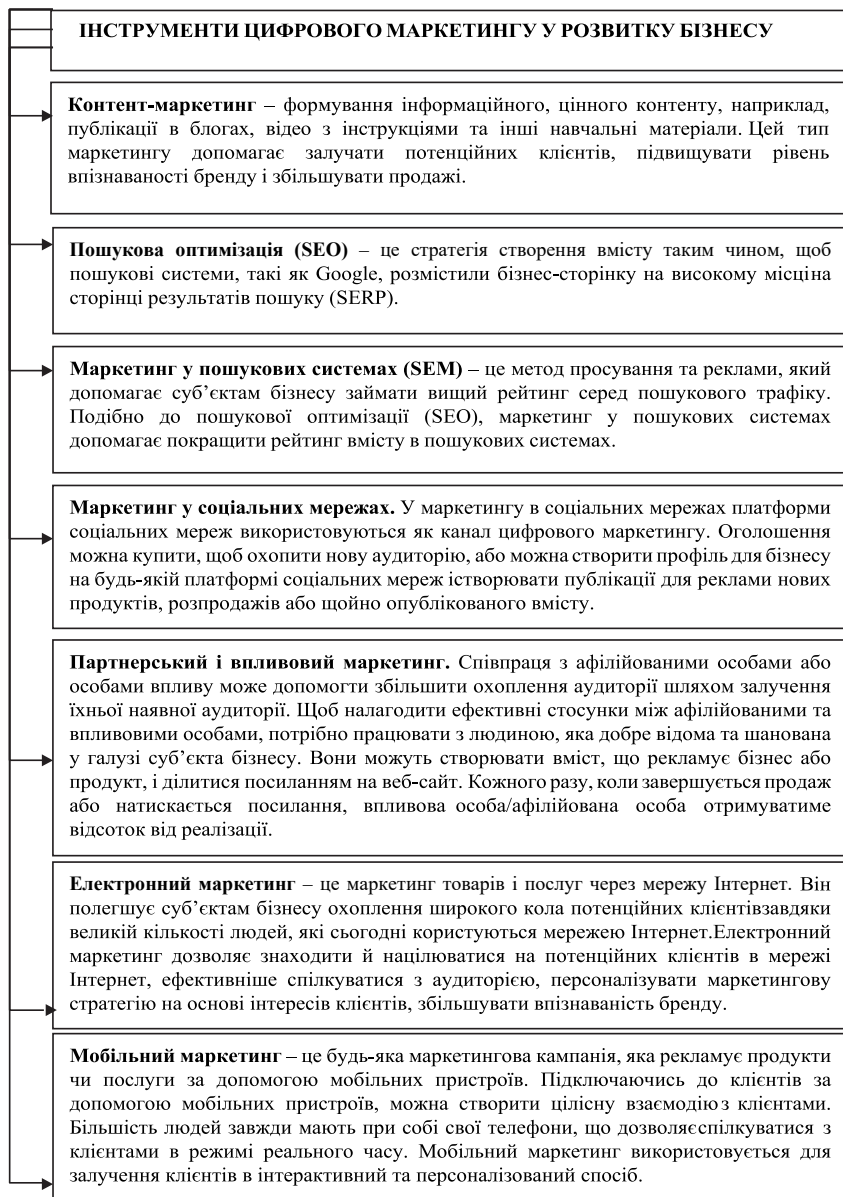 ІНСТРУМЕНТИ ЦИФРОВОГО МАРКЕТИНГУ У РОЗВИТКУ БІЗНЕСУ
Контент-маркетинг – формування інформаційного, цінного контенту, наприклад,
публікації в блогах, відео з інструкціями та інші навчальні матеріали. Цей тип
маркетингу допомагає залучати потенційних клієнтів, підвищувати рівень
впізнаваності бренду і збільшувати продажі.
Пошукова оптимізація (SEO) – це стратегія створення вмісту таким чином, щоб
пошукові системи, такі як Google, розмістили бізнес-сторінку на високому місціна
сторінці результатів пошуку (SERP).
Маркетинг у пошукових системах (SEM) – це метод просування та реклами, який
допомагає суб’єктам бізнесу займати вищий рейтинг серед пошукового трафіку.
Подібно до пошукової оптимізації (SEO), маркетинг у пошукових системах
допомагає покращити рейтинг вмісту в пошукових системах.
Маркетинг у соціальних мережах. У маркетингу в соціальних мережах платформи
соціальних мереж використовуються як канал цифрового маркетингу. Оголошення
можна купити, щоб охопити нову аудиторію, або можна створити профіль для бізнесу
на будь-якій платформі соціальних мереж істворювати публікації для реклами нових
продуктів, розпродажів або щойно опублікованого вмісту.
Партнерський і впливовий маркетинг. Співпраця з афілійованими особами або
особами впливу може допомогти збільшити охоплення аудиторії шляхом залучення
їхньої наявної аудиторії. Щоб налагодити ефективні стосунки між афілійованими та
впливовими особами, потрібно працювати з людиною, яка добре відома та шанована
у галузі суб’єкта бізнесу. Вони можуть створювати вміст, що рекламує бізнес або
продукт, і ділитися посиланням на веб-сайт. Кожного разу, коли завершується продаж
або натискається посилання, впливова особа/афілійована особа отримуватиме
відсоток від реалізації.
Електронний маркетинг – це маркетинг товарів і послуг через мережу Інтернет. Він
полегшує суб’єктам бізнесу охоплення широкого кола потенційних клієнтівзавдяки
великій кількості людей, які сьогодні користуються мережею Інтернет.Електронний
маркетинг дозволяє знаходити й націлюватися на потенційних клієнтів в мережі
Інтернет, ефективніше спілкуватися з аудиторією, персоналізувати маркетингову
стратегію на основі інтересів клієнтів, збільшувати впізнаваність бренду.
Мобільний маркетинг – це будь-яка маркетингова кампанія, яка рекламує продукти
чи послуги за допомогою мобільних пристроїв. Підключаючись до клієнтів за
допомогою мобільних пристроїв, можна створити цілісну взаємодію з клієнтами.
Більшість людей завжди мають при собі свої телефони, що дозволяєспілкуватися з
клієнтами в режимі реального часу. Мобільний маркетинг використовується для
залучення клієнтів в інтерактивний та персоналізований спосіб.